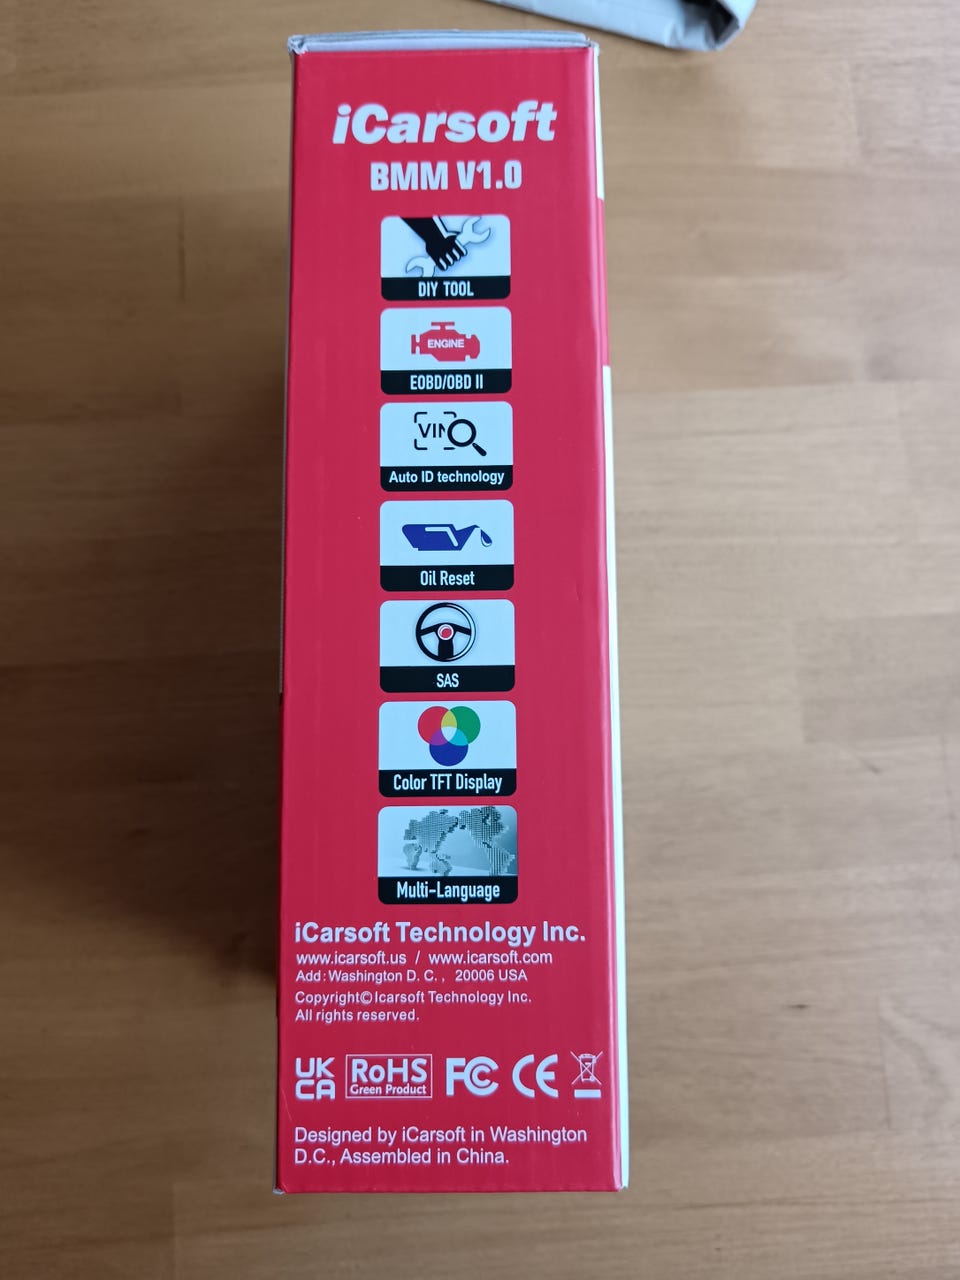 iCarsoft
BMM V1.0
DIY TOOL
ENGINE
EOBD/OBD II
VIN
Auto ID technology
Oil Reset
SAS
Color TFT Display
Multi-Language
iCarsoft Technology Inc.
www.icarsoft.us / www.icarsoft.com
Add: Washington D. C. , 20006 USA
Copyright© Icarsoft Technology Inc.
All rights reserved.
UK
CA
RoHS
Green Product
FC
CE
Designed by iCarsoft in Washington
D.C., Assembled in China.